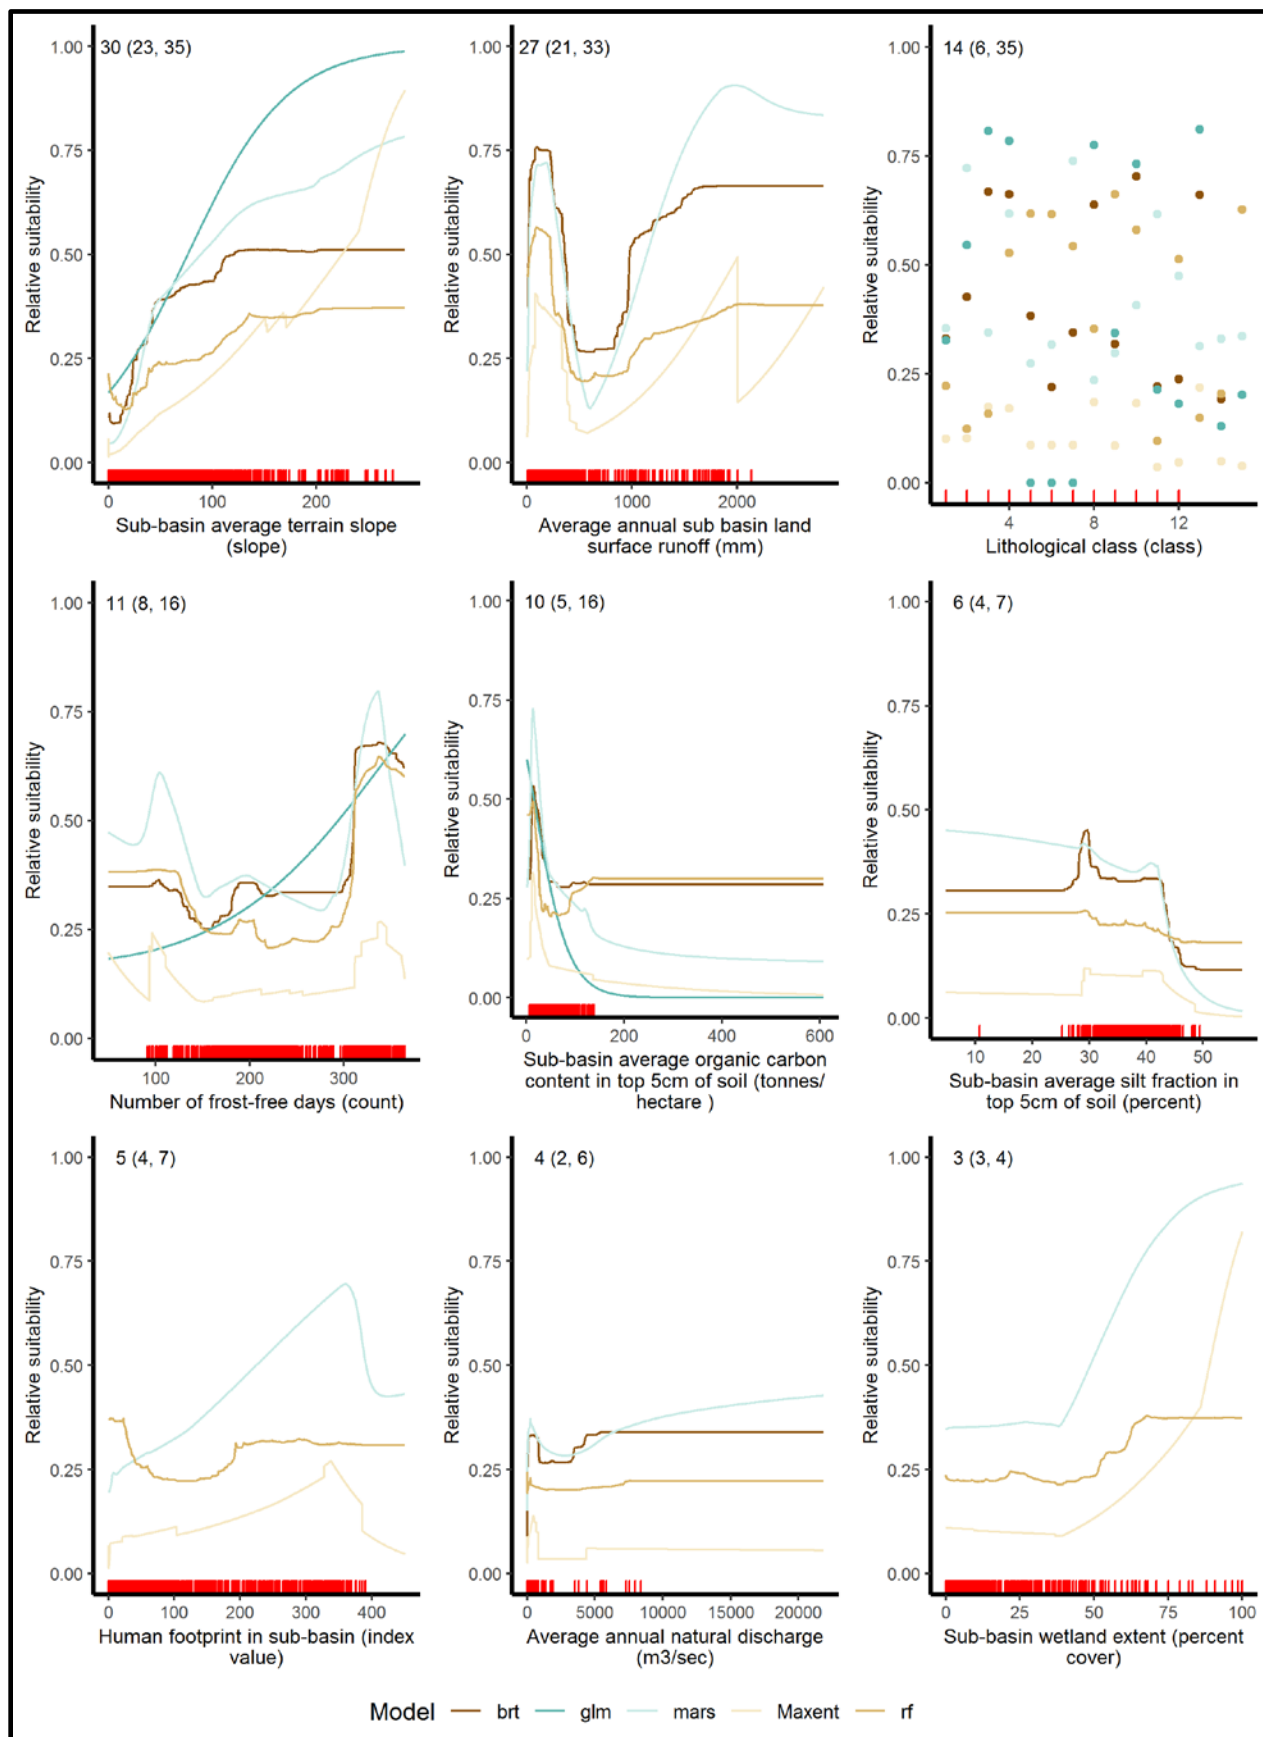 30 (23, 35)
1.00
0.75
0.50
0.25
0.00
Relative suitability
0
100
200
Sub-basin average terrain slope
(slope)
27 (21, 33)
1.00
0.75
0.50
0.25
0.00
Relative suitability
0
1000
2000
Average annual sub basin land
surface runoff (mm)
14 (6, 35)
1.00
0.75
0.50
0.25
0.00
Relative suitability
4
8
12
Lithological class (class)
11 (8, 16)
1.00
0.75
0.50
0.25
0.00
Relative suitability
100
200
300
Number of frost-free days (count)
10 (5, 16)
1.00
0.75
0.50
0.25
0.00
Relative suitability
0
200
400
600
Sub-basin average organic carbon
content in top 5cm of soil (tonnes/
hectare )
6 (4, 7)
1.00
0.75
0.50
0.25
0.00
Relative suitability
10
20
30
40
50
Sub-basin average silt fraction in
top 5cm of soil (percent)
5 (4, 7)
1.00
0.75
0.50
0.25
0.00
Relative suitability
0
100
200
300
400
Human footprint in sub-basin (index
value)
4 (2, 6)
1.00
0.75
0.50
0.25
0.00
Relative suitability
0
5000
10000
15000
20000
Average annual natural discharge
(m3/sec)
3 (3, 4)
1.00
0.75
0.50
0.25
0.00
Relative suitability
0
25
50
75
100
Sub-basin wetland extent (percent
cover)
Model brt glm mars Maxent rf